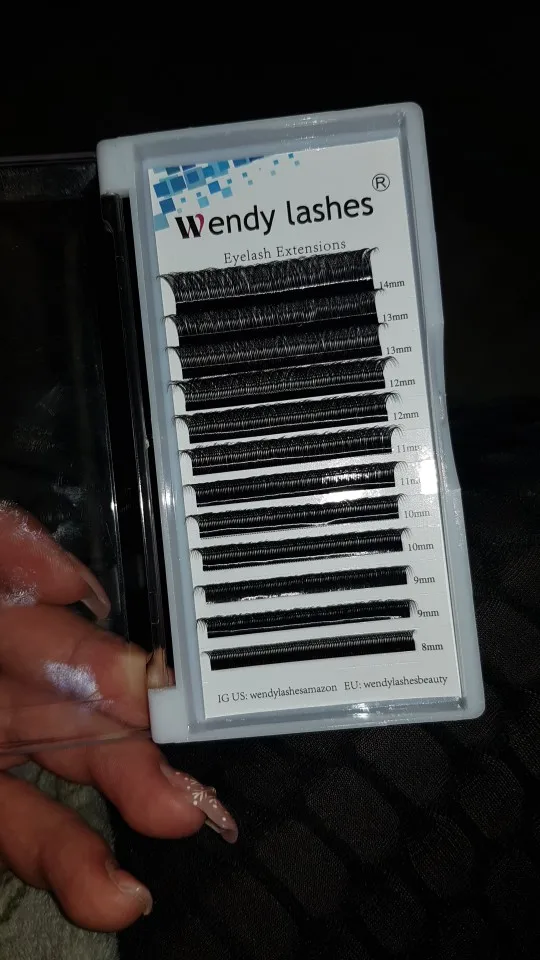 Wendy lashes ®
Eyelash Extensions
14mm
13mm
13mm
12mm
12mm
11mm
11mm
10mm
10mm
9mm
9mm
8mm
IG US: wendylashesamazon EU: wendylashesbeauty